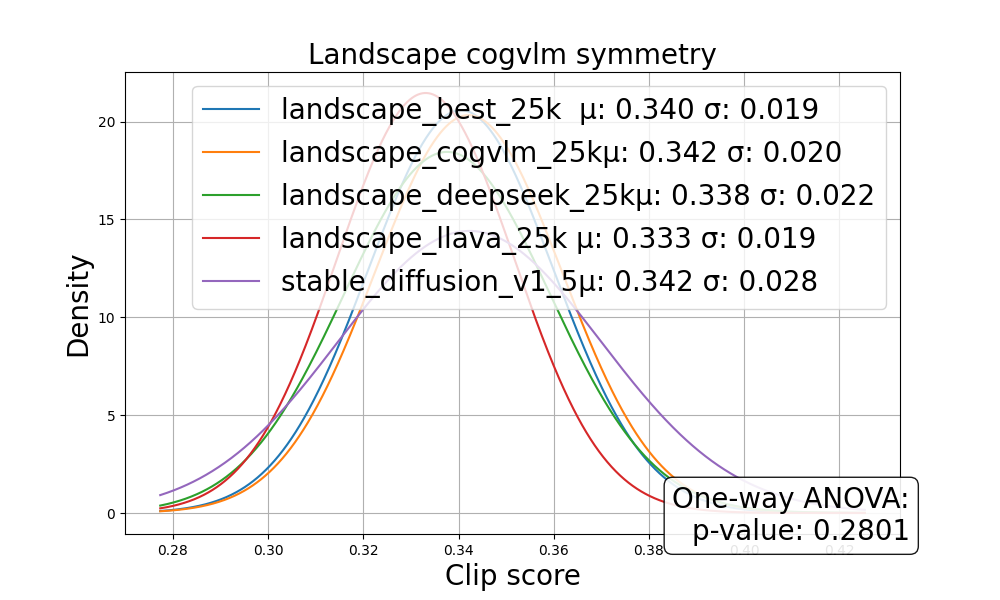 Landscape cogvlm symmetry
landscape_best_25k  μ: 0.340 σ: 0.019
landscape_cogvlm_25kμ: 0.342 σ: 0.020
landscape_deepseek_25kμ: 0.338 σ: 0.022
landscape_llava_25k μ: 0.333 σ: 0.019
stable_diffusion_v1_5μ: 0.342 σ: 0.028
Density
20
15
10
5
0
One-way ANOVA:
p-value: 0.2801
0.28 0.30 0.32 0.34 0.36 0.38 0.40 0.42
Clip score